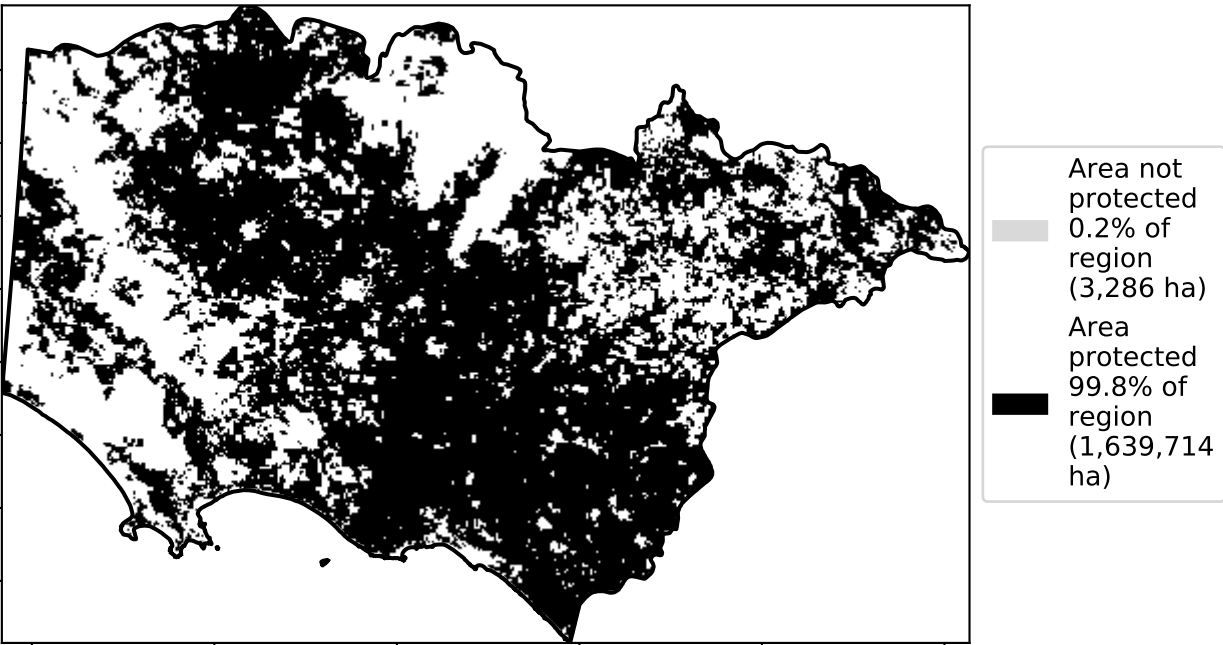 Area not
protected
0.2% of
region
(3,286 ha)
Area
protected
99.8% of
region
(1,639,714
ha)